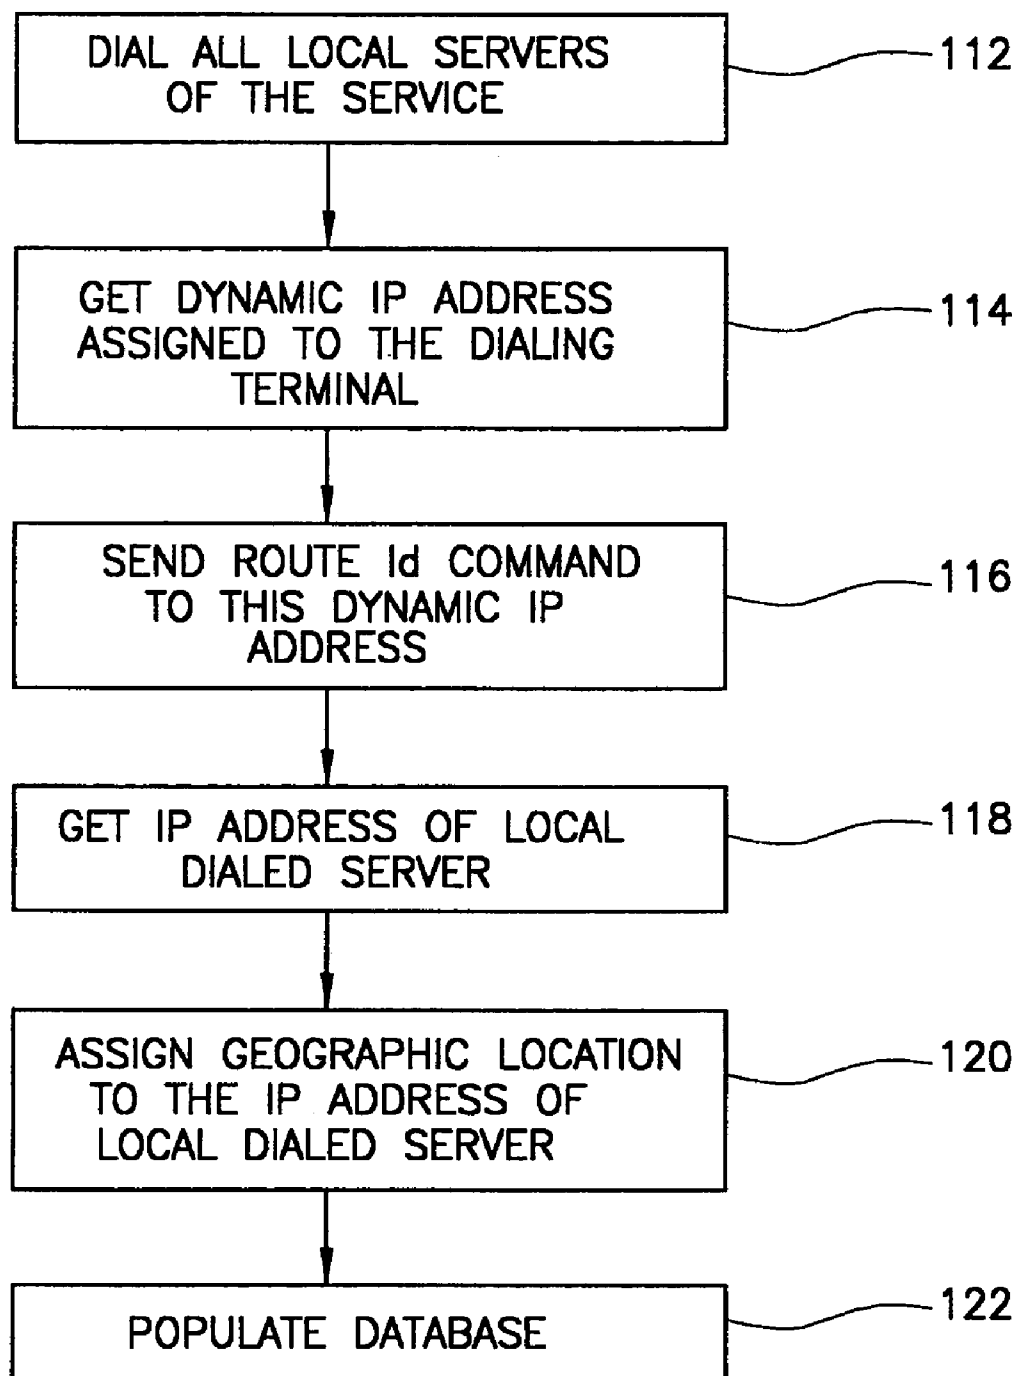 DIAL ALL LOCAL SERVERS
OF THE SERVICE
112
GET DYNAMIC IP ADDRESS
ASSIGNED TO THE DIALING
TERMINAL
114
SEND ROUTE Id COMMAND
TO THIS DYNAMIC IP
ADDRESS
116
GET IP ADDRESS OF LOCAL
DIALED SERVER
118
ASSIGN GEOGRAPHIC LOCATION
TO THE IP ADDRESS OF
LOCAL DIALED SERVER
120
POPULATE DATABASE
122